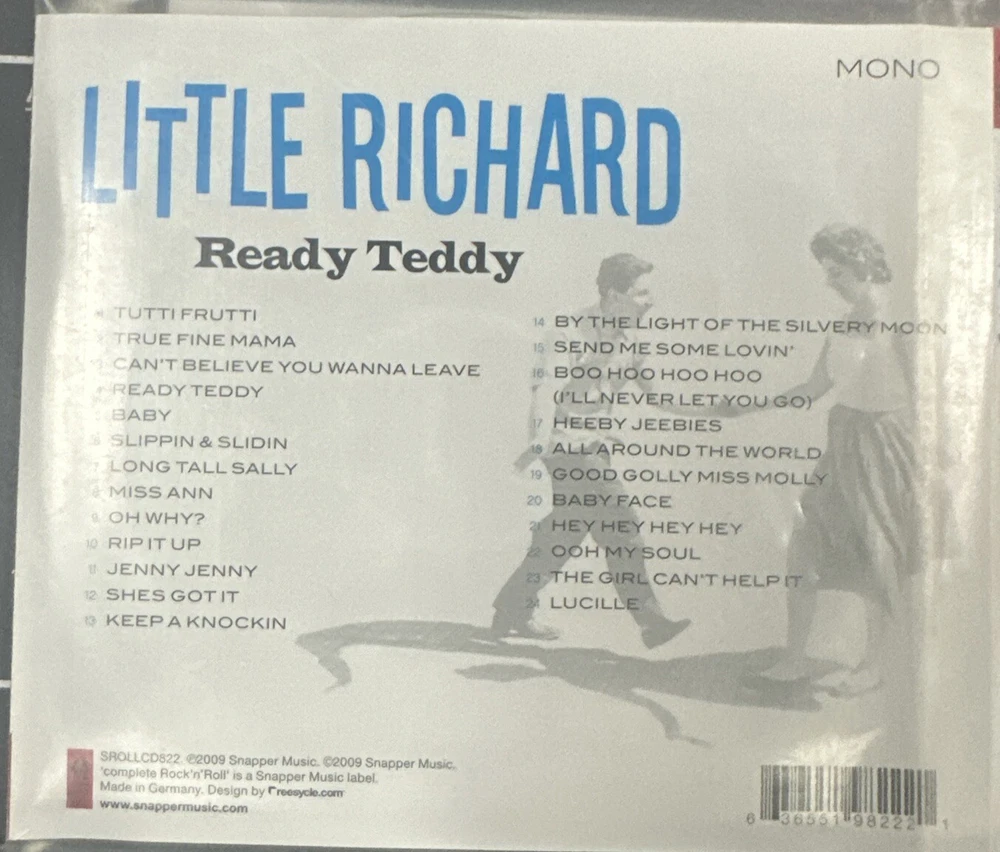 MONO
LITTLE RICHARD
Ready Teddy
TUTTI FRUTTI
TRUE FINE MAMA
CAN'T BELIEVE YOU WANNA LEAVE
READY TEDDY
BABY
6 SLIPPIN & SLIDIN
7 LONG TALL SALLY
8 MISS ANN
9 OH WHY?
10 RIP IT UP
11 JENNY JENNY
12 SHES GOT IT
13 KEEP A KNOCKIN
14 BY THE LIGHT OF THE SILVERY MOON
15 SEND ME SOME LOVIN'
16 BOO HOO HOO HOO
(I'LL NEVER LET YOU GO)
17 HEEBY JEEBIES
18 ALL AROUND THE WORLD
19 GOOD GOLLY MISS MOLLY
20 BABY FACE
21 HEY HEY HEY HEY
22 OOH MY SOUL
23 THE GIRL CAN'T HELP IT
24 LUCILLE
SROLLCD522 ℗2009 Snapper Music. ©2009 Snapper Music.
'complete Rock'n'Roll' is a Snapper Music label.
Made in Germany. Design by Freesycle.com
www.snappermusic.com
6 36551 98222 1